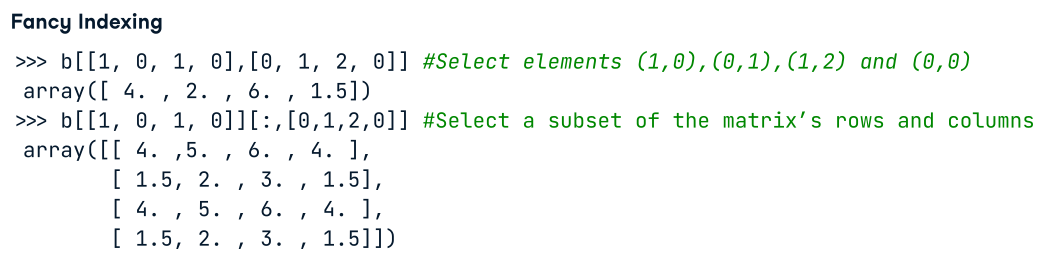 Fancy Indexing
>>> b[[1, 0, 1, 0],[0, 1, 2, 0]] #Select elements (1,0),(0,1),(1,2) and (0,0)
array([ 4. , 2. , 6. , 1.5])
>>> b[[1, 0, 1, 0]][:,[0,1,2,0]] #Select a subset of the matrix’s rows and columns
array([[ 4. ,5. , 6. , 4. ],
[ 1.5, 2. , 3. , 1.5],
[ 4. , 5. , 6. , 4. ],
[ 1.5, 2. , 3. , 1.5]])